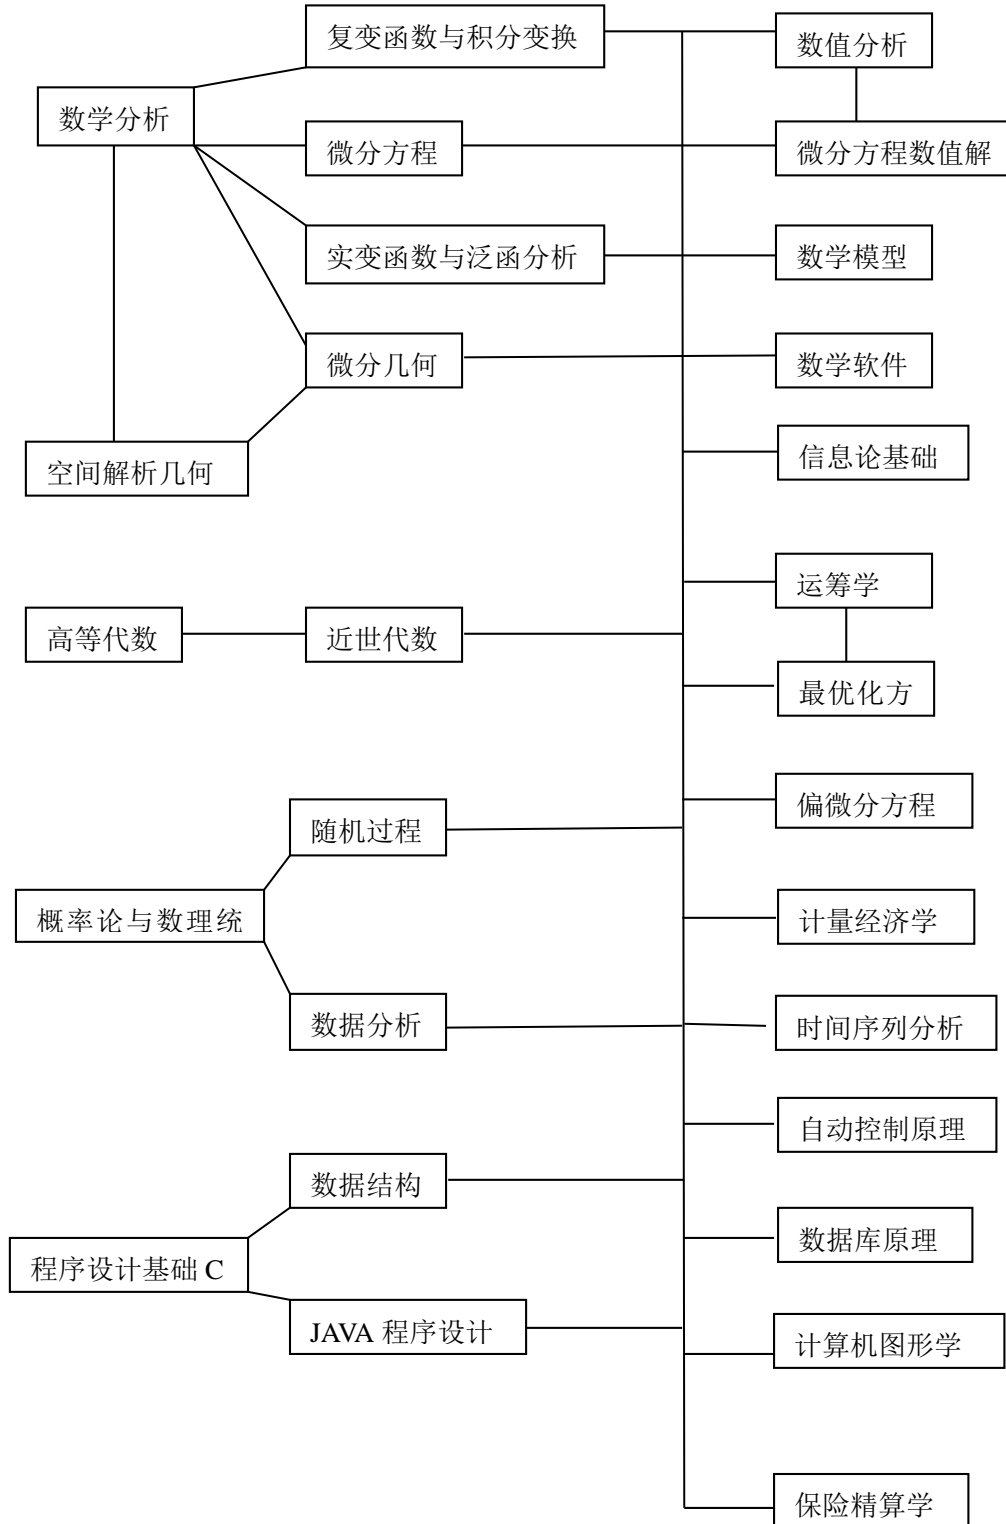 复变函数与积分变换
数值分析
数学分析
微分方程
微分方程数值解
实变函数与泛函分析
数学模型
微分几何
数学软件
空间解析几何
信息论基础
运筹学
高等代数
近世代数
最优化方
偏微分方程
随机过程
概率论与数理统
计量经济学
数据分析
时间序列分析
自动控制原理
数据结构
数据库原理
程序设计基础 C
JAVA 程序设计
计算机图形学
保险精算学